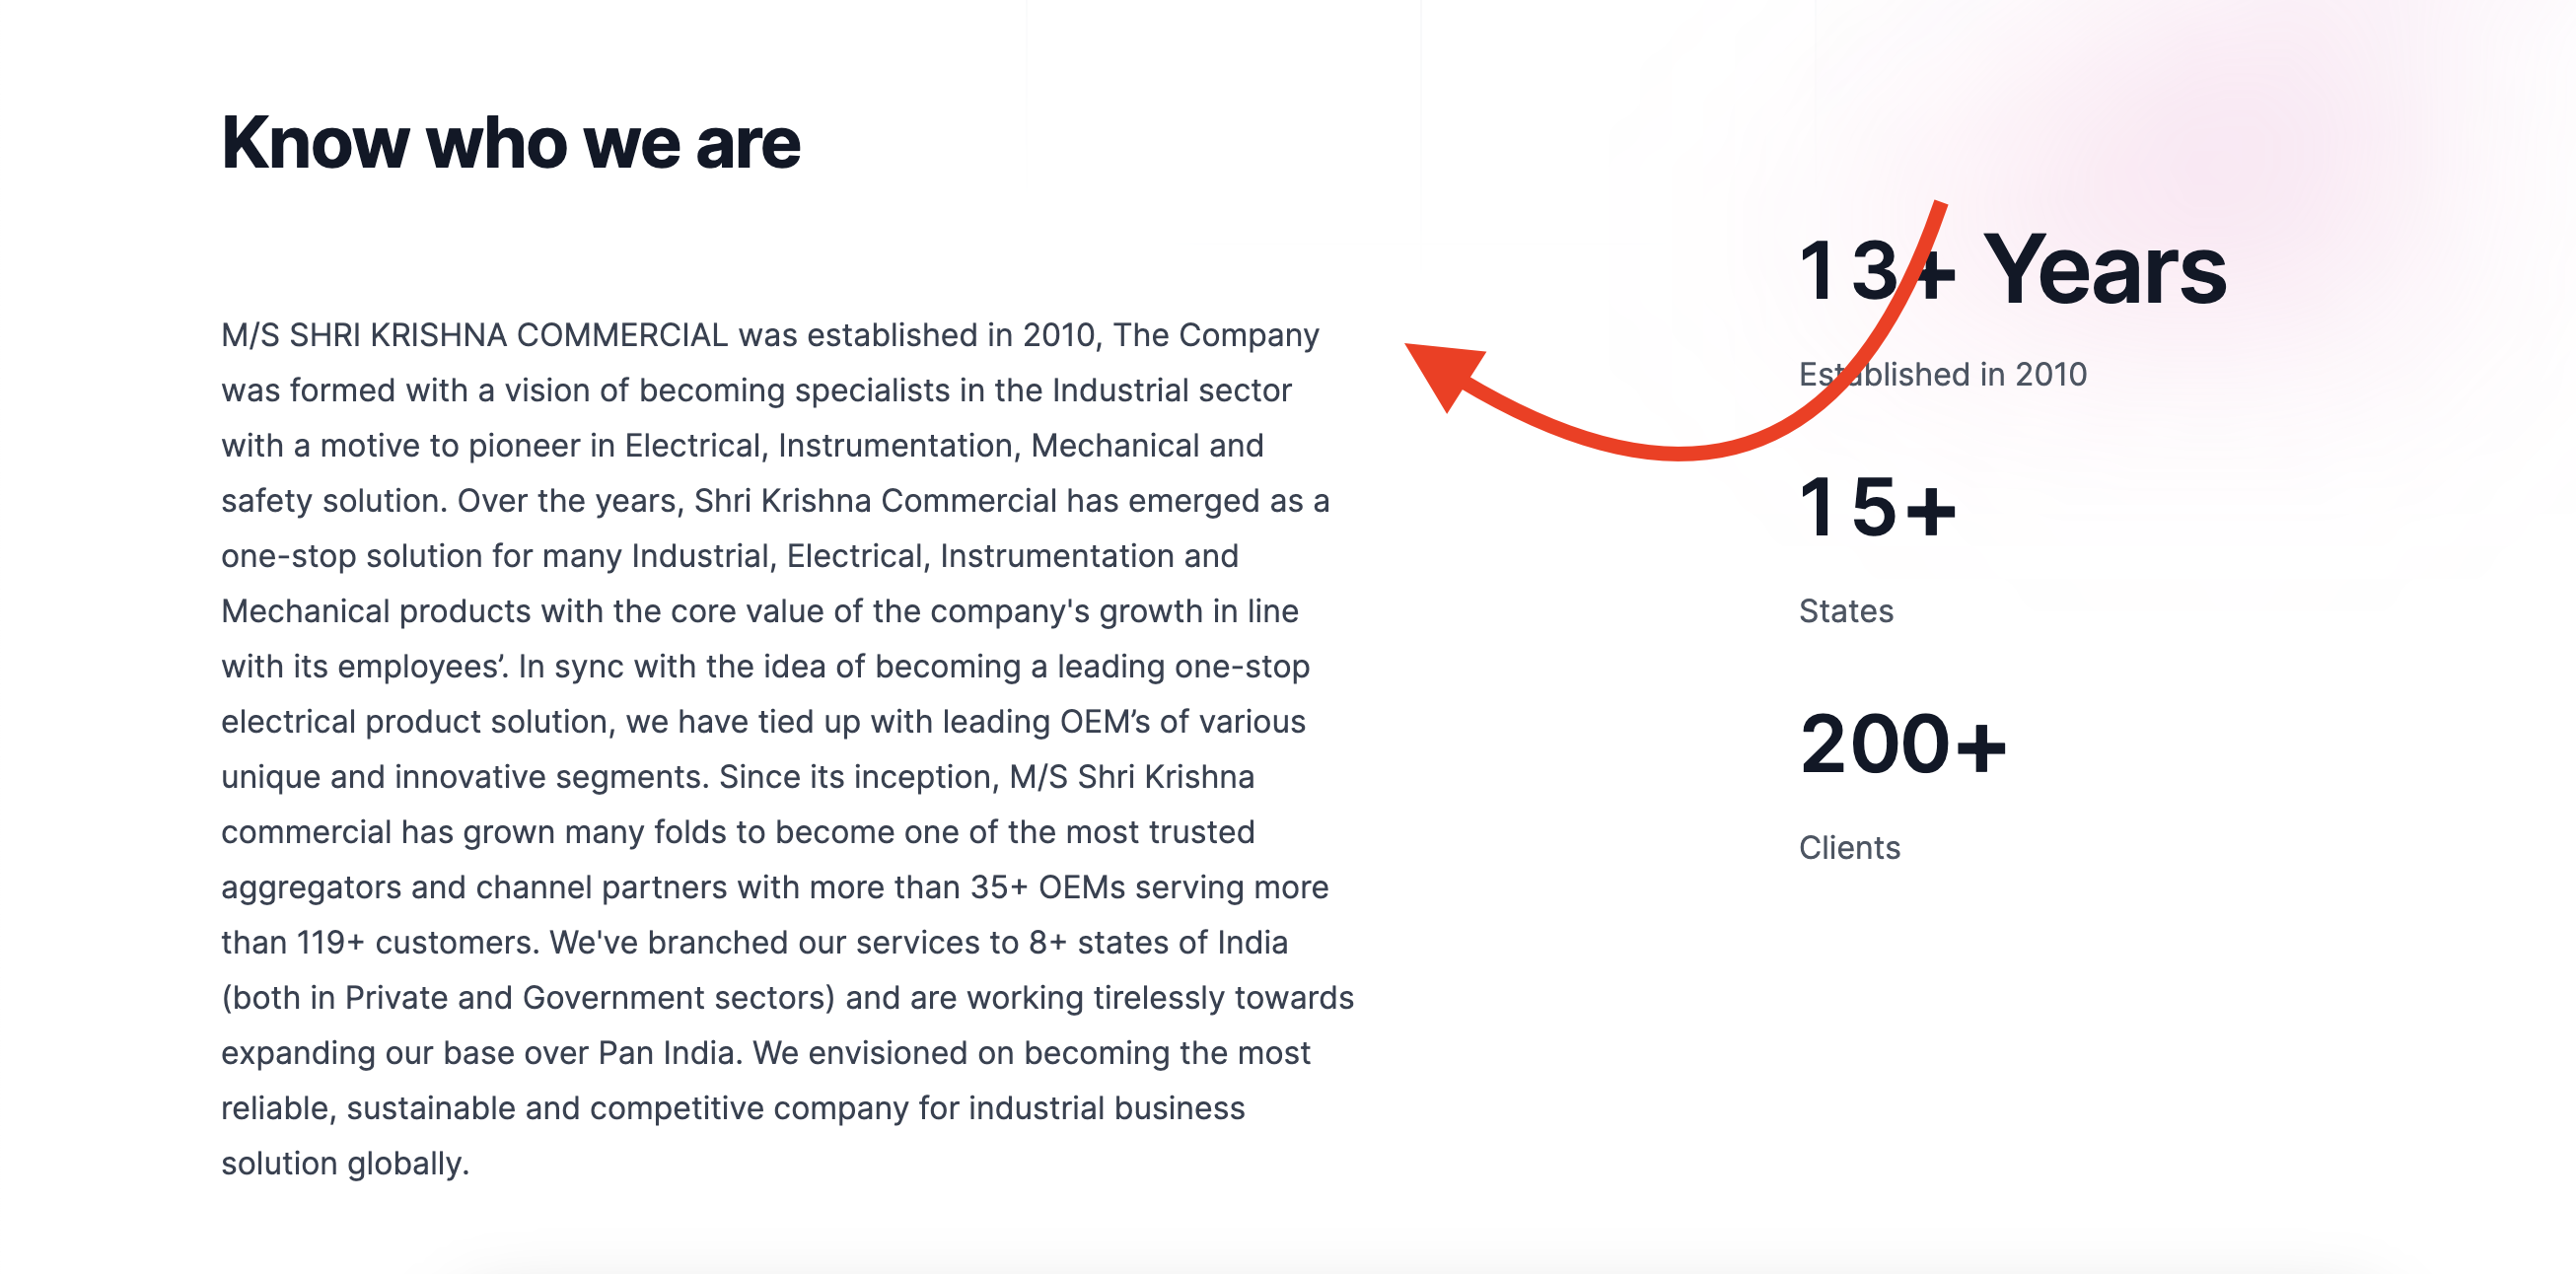 Know who we are
M/S SHRI KRISHNA COMMERCIAL was established in 2010, The Company
was formed with a vision of becoming specialists in the Industrial sector
with a motive to pioneer in Electrical, Instrumentation, Mechanical and
safety solution. Over the years, Shri Krishna Commercial has emerged as a
one-stop solution for many Industrial, Electrical, Instrumentation and
Mechanical products with the core value of the company's growth in line
with its employees’. In sync with the idea of becoming a leading one-stop
electrical product solution, we have tied up with leading OEM’s of various
unique and innovative segments. Since its inception, M/S Shri Krishna
commercial has grown many folds to become one of the most trusted
aggregators and channel partners with more than 35+ OEMs serving more
than 119+ customers. We've branched our services to 8+ states of India
(both in Private and Government sectors) and are working tirelessly towards
expanding our base over Pan India. We envisioned on becoming the most
reliable, sustainable and competitive company for industrial business
solution globally.
13+ Years
Established in 2010
15+
States
200+
Clients